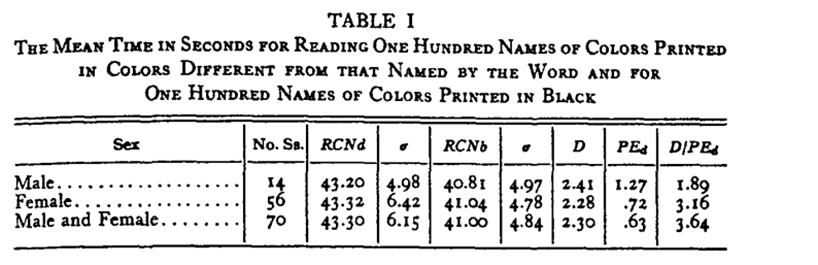 TABLE I
The Mean Time in Seconds for Reading One Hundred Names of Colors Printed
in Colors Different from that Named by the Word and for
One Hundred Names of Colors Printed in Black
Sex No. Ss. RCNd σ RCNb σ D PEd D/PEd
Male.................. 14 43.20 4.98 40.81 4.97 2.41 1.27 1.89
Female................ 56 43.32 6.42 41.04 4.78 2.28 .72 3.16
Male and Female........ 70 43.30 6.15 41.00 4.84 2.30 .63 3.64